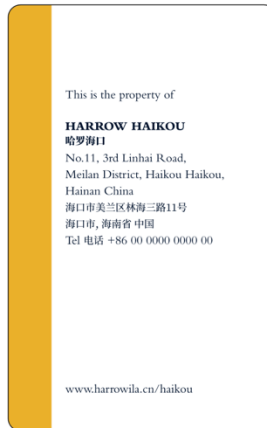 This is the property of
HARROW HAIKOU
哈罗海口
No.11, 3rd Linhai Road,
Meilan District, Haikou Haikou,
Hainan China
海口市美兰区林海三路11号
海口市, 海南省 中国
Tel 电话 +86 00 0000 0000 00
www.harrowila.cn/haikou